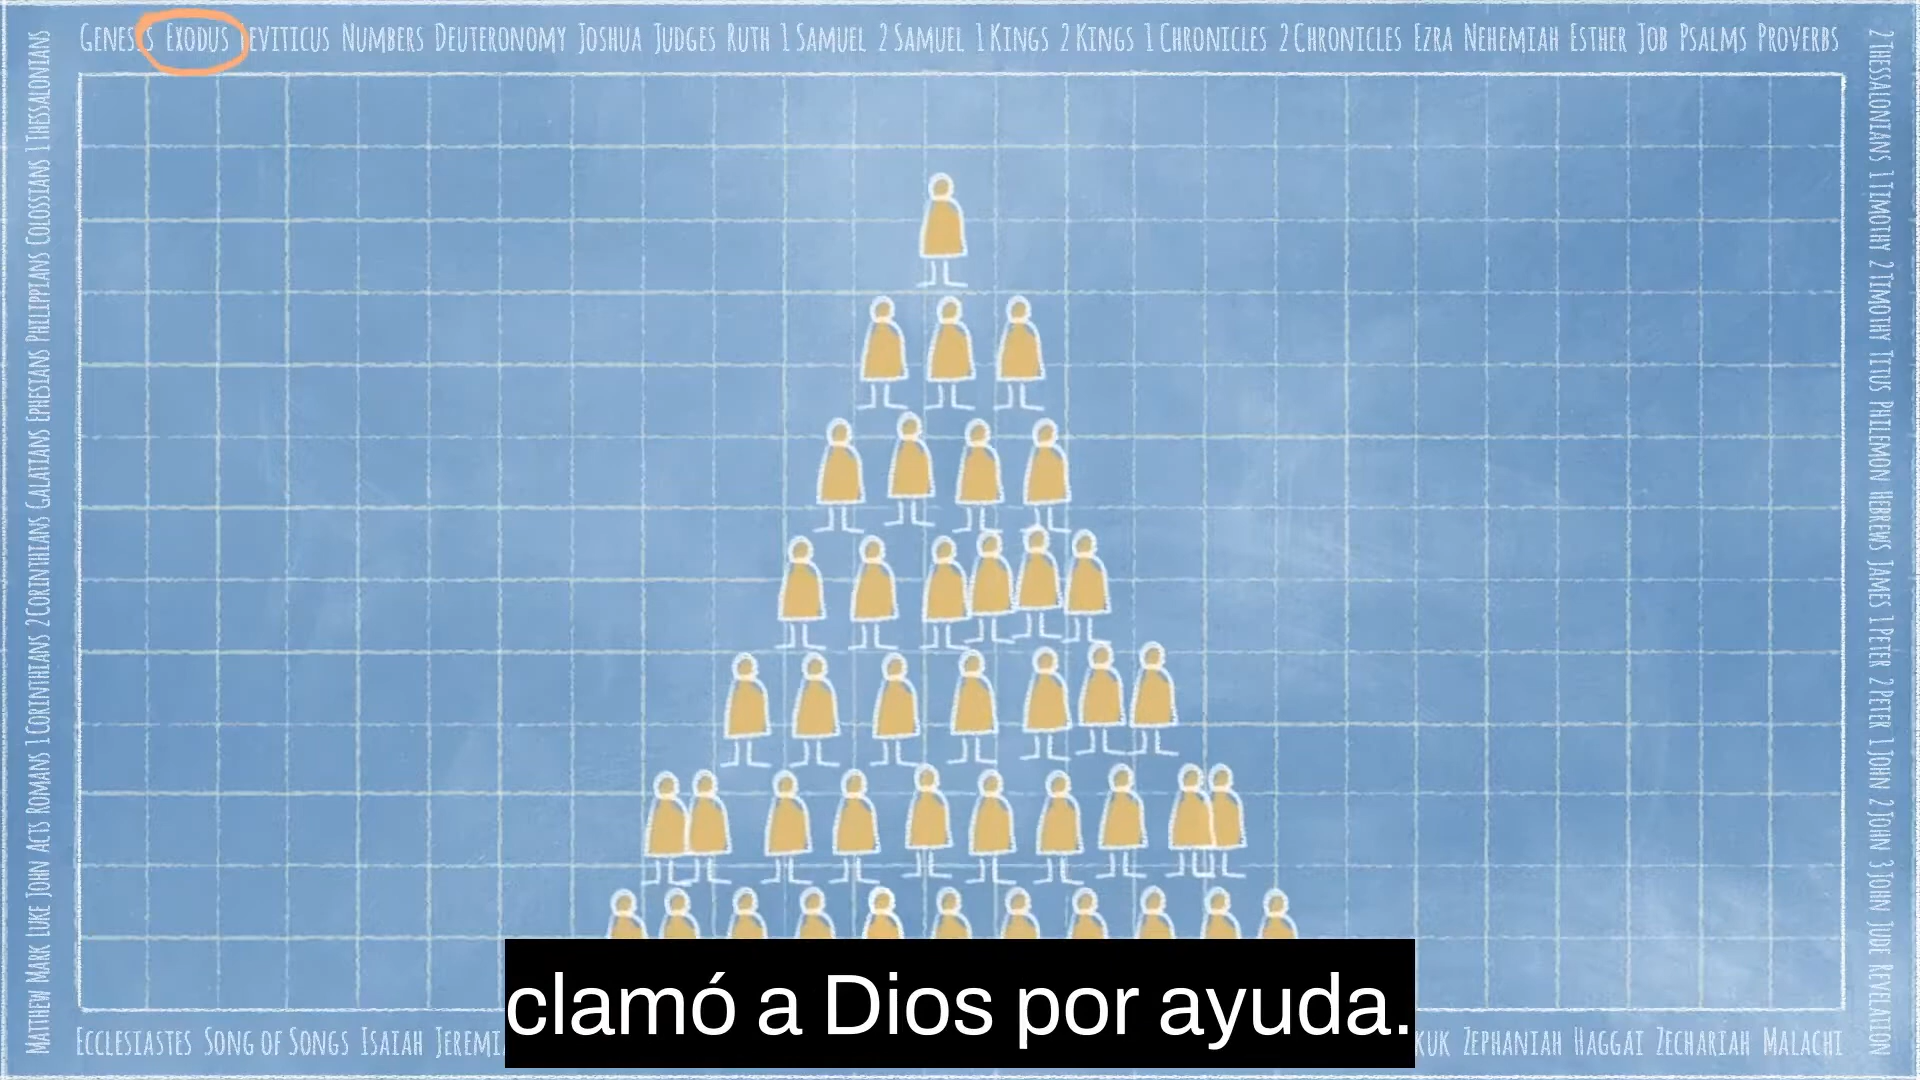 Genesis Exodus Leviticus Numbers Deuteronomy Joshua Judges Ruth 1 Samuel 2 Samuel 1 Kings 2 Kings 1 Chronicles 2 Chronicles Ezra Nehemiah Esther Job Psalms Proverbs
Matthew Mark Luke John Acts Romans 1 Corinthians 2 Corinthians Galatians Ephesians Philippians Colossians 1 Thessalonians
2 Thessalonians 1 Timothy 2 Timothy Titus Philemon Hebrews James 1 Peter 2 Peter 1 John 2 John 3 John Jude Revelation
clamó a Dios por ayuda.
Ecclesiastes Song of Songs Isaiah Zephaniah Haggai Zechariah Malachi